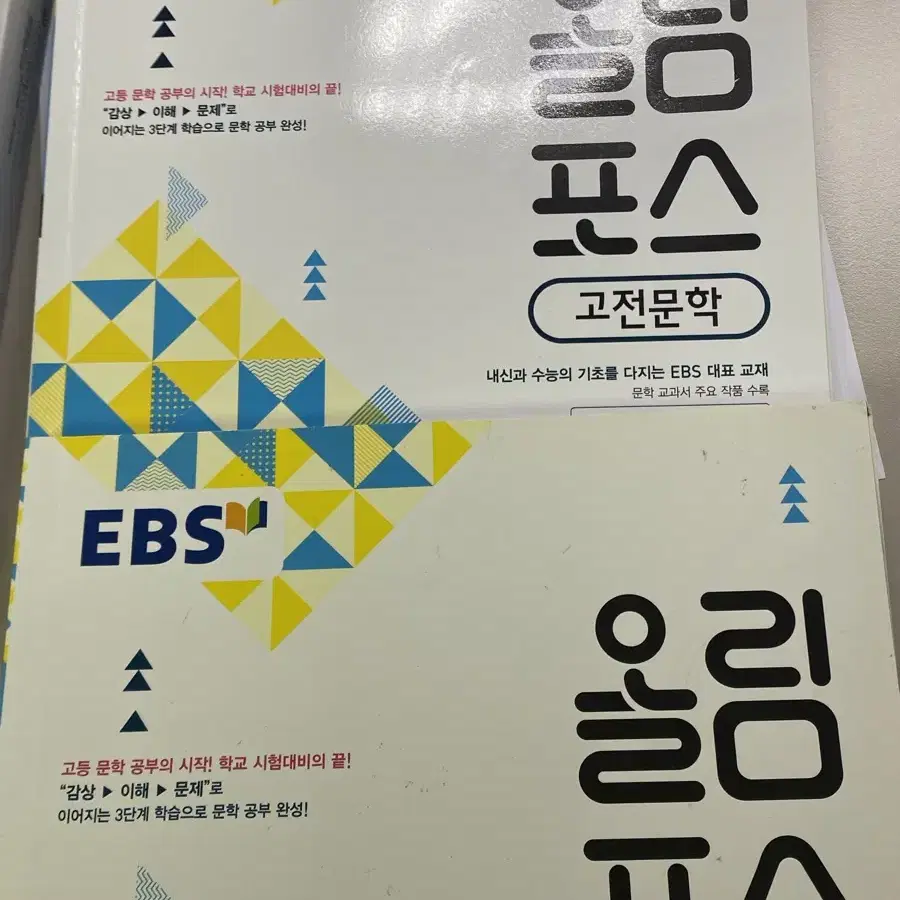 고등 문학 공부의 시작! 학교 시험대비의 끝!
“감상 ▶ 이해 ▶ 문제”로
이어지는 3단계 학습으로 문학 공부 완성!
올림
포스
고전문학
내신과 수능의 기초를 다지는 EBS 대표 교재
문학 교과서 주요 작품 수록
EBS
올림
포스
고등 문학 공부의 시작! 학교 시험대비의 끝!
“감상 ▶ 이해 ▶ 문제”로
이어지는 3단계 학습으로 문학 공부 완성!